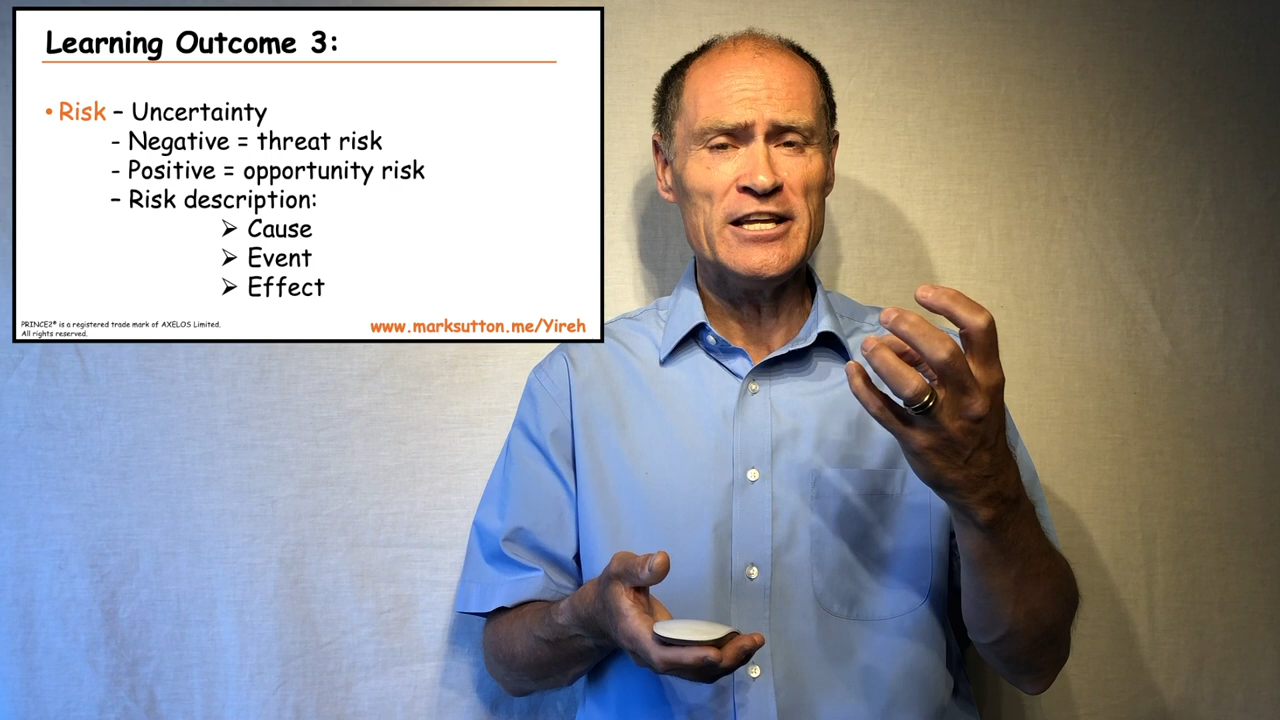 Learning Outcome 3:
• Risk – Uncertainty
- Negative = threat risk
- Positive = opportunity risk
– Risk description:
➢ Cause
➢ Event
➢ Effect
PRINCE2® is a registered trade mark of AXELOS Limited.
All rights reserved.
www.marksutton.me/Yireh